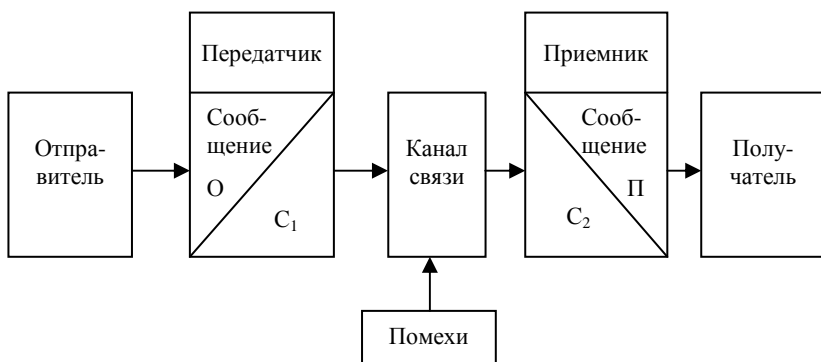 Передатчик
Приемник
Отпра-
витель
Сооб-
щение
О
С₁
Канал
связи
Сооб-
щение
П
С₂
Полу-
чатель
Помехи